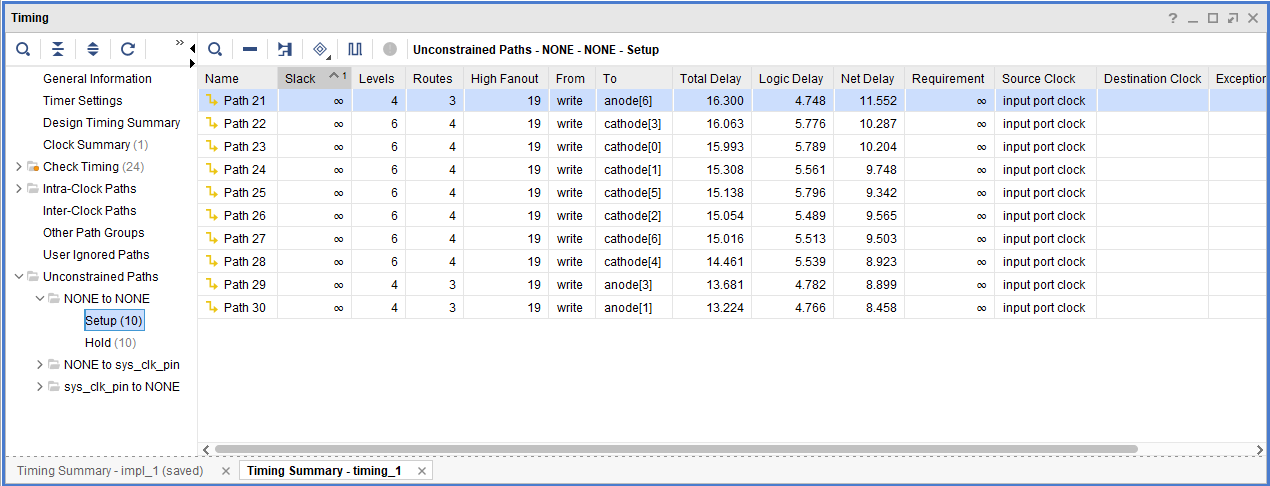 Timing
Unconstrained Paths - NONE - NONE - Setup
General Information
Timer Settings
Design Timing Summary
Clock Summary (1)
Check Timing (24)
Intra-Clock Paths
Inter-Clock Paths
Other Path Groups
User Ignored Paths
Unconstrained Paths
NONE to NONE
Setup (10)
Hold (10)
NONE to sys_clk_pin
sys_clk_pin to NONE
Name Slack 1 Levels Routes High Fanout From To Total Delay Logic Delay Net Delay Requirement Source Clock Destination Clock Exception
Path 21 ∞ 4 3 19 write anode[6] 16.300 4.748 11.552 ∞ input port clock
Path 22 ∞ 6 4 19 write cathode[3] 16.063 5.776 10.287 ∞ input port clock
Path 23 ∞ 6 4 19 write cathode[0] 15.993 5.789 10.204 ∞ input port clock
Path 24 ∞ 6 4 19 write cathode[1] 15.308 5.561 9.748 ∞ input port clock
Path 25 ∞ 6 4 19 write cathode[5] 15.138 5.796 9.342 ∞ input port clock
Path 26 ∞ 6 4 19 write cathode[2] 15.054 5.489 9.565 ∞ input port clock
Path 27 ∞ 6 4 19 write cathode[6] 15.016 5.513 9.503 ∞ input port clock
Path 28 ∞ 6 4 19 write cathode[4] 14.461 5.539 8.923 ∞ input port clock
Path 29 ∞ 4 3 19 write anode[3] 13.681 4.782 8.899 ∞ input port clock
Path 30 ∞ 4 3 19 write anode[1] 13.224 4.766 8.458 ∞ input port clock
Timing Summary - impl_1 (saved)
Timing Summary - timing_1